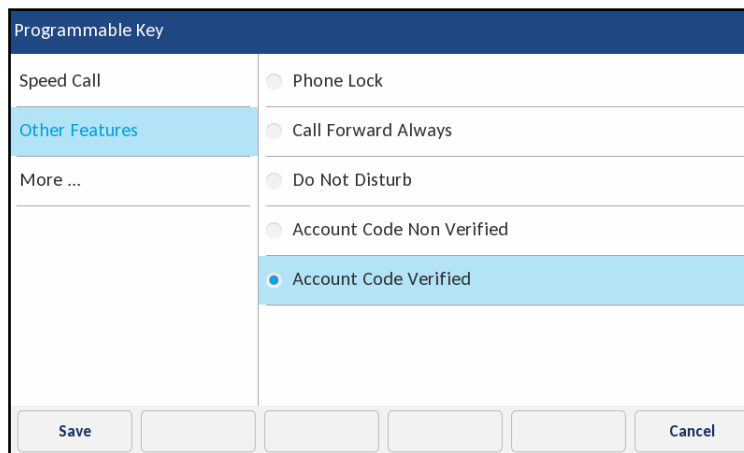 Programmable Key
Speed Call
Other Features
More ...
Phone Lock
Call Forward Always
Do Not Disturb
Account Code Non Verified
Account Code Verified
Save
Cancel